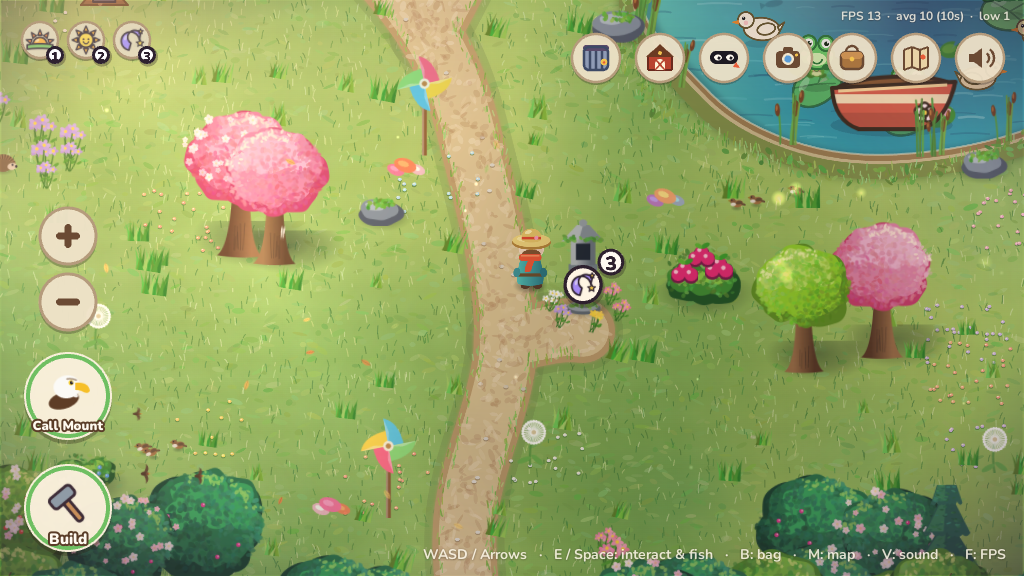 FPS 13 · avg 10 (10s) · low 1
1
2
3
3
Call Mount
Build
WASD / Arrows · E / Space: interact & fish · B: bag · M: map · V: sound · F: FPS